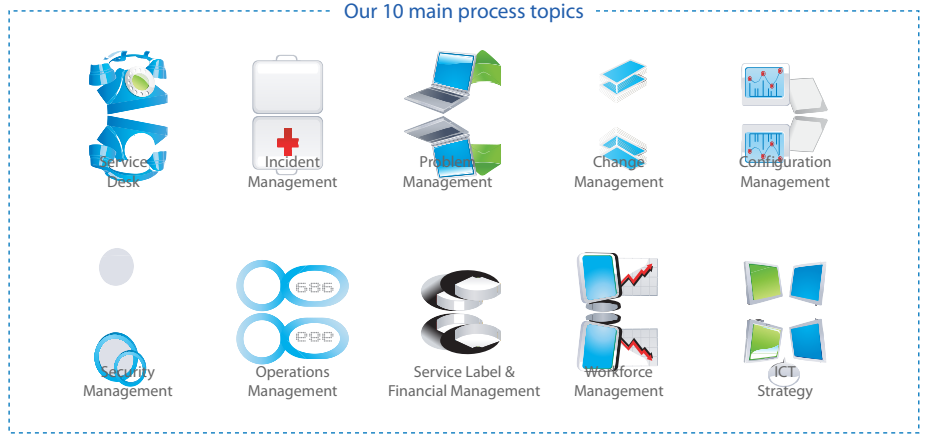 Our 10 main process topics
Service
Desk
Incident
Management
Problem
Management
Change
Management
Configuration
Management
686
Security
Management
Operations
Management
Service Label &
Financial Management
Workforce
Management
ICT
Strategy